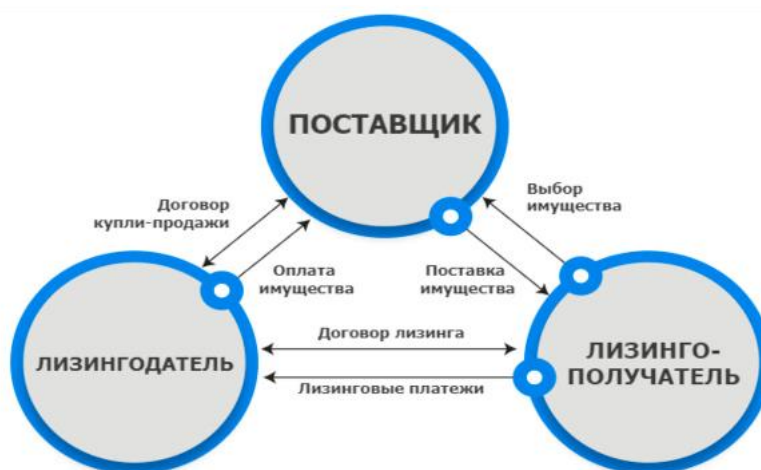 ПОСТАВЩИК
Договор
купли-продажи
Выбор
имущества
Оплата
имущества
Поставка
имущества
ЛИЗИНГОДАТЕЛЬ
Договор лизинга
Лизинговые платежи
ЛИЗИНГО-
ПОЛУЧАТЕЛЬ